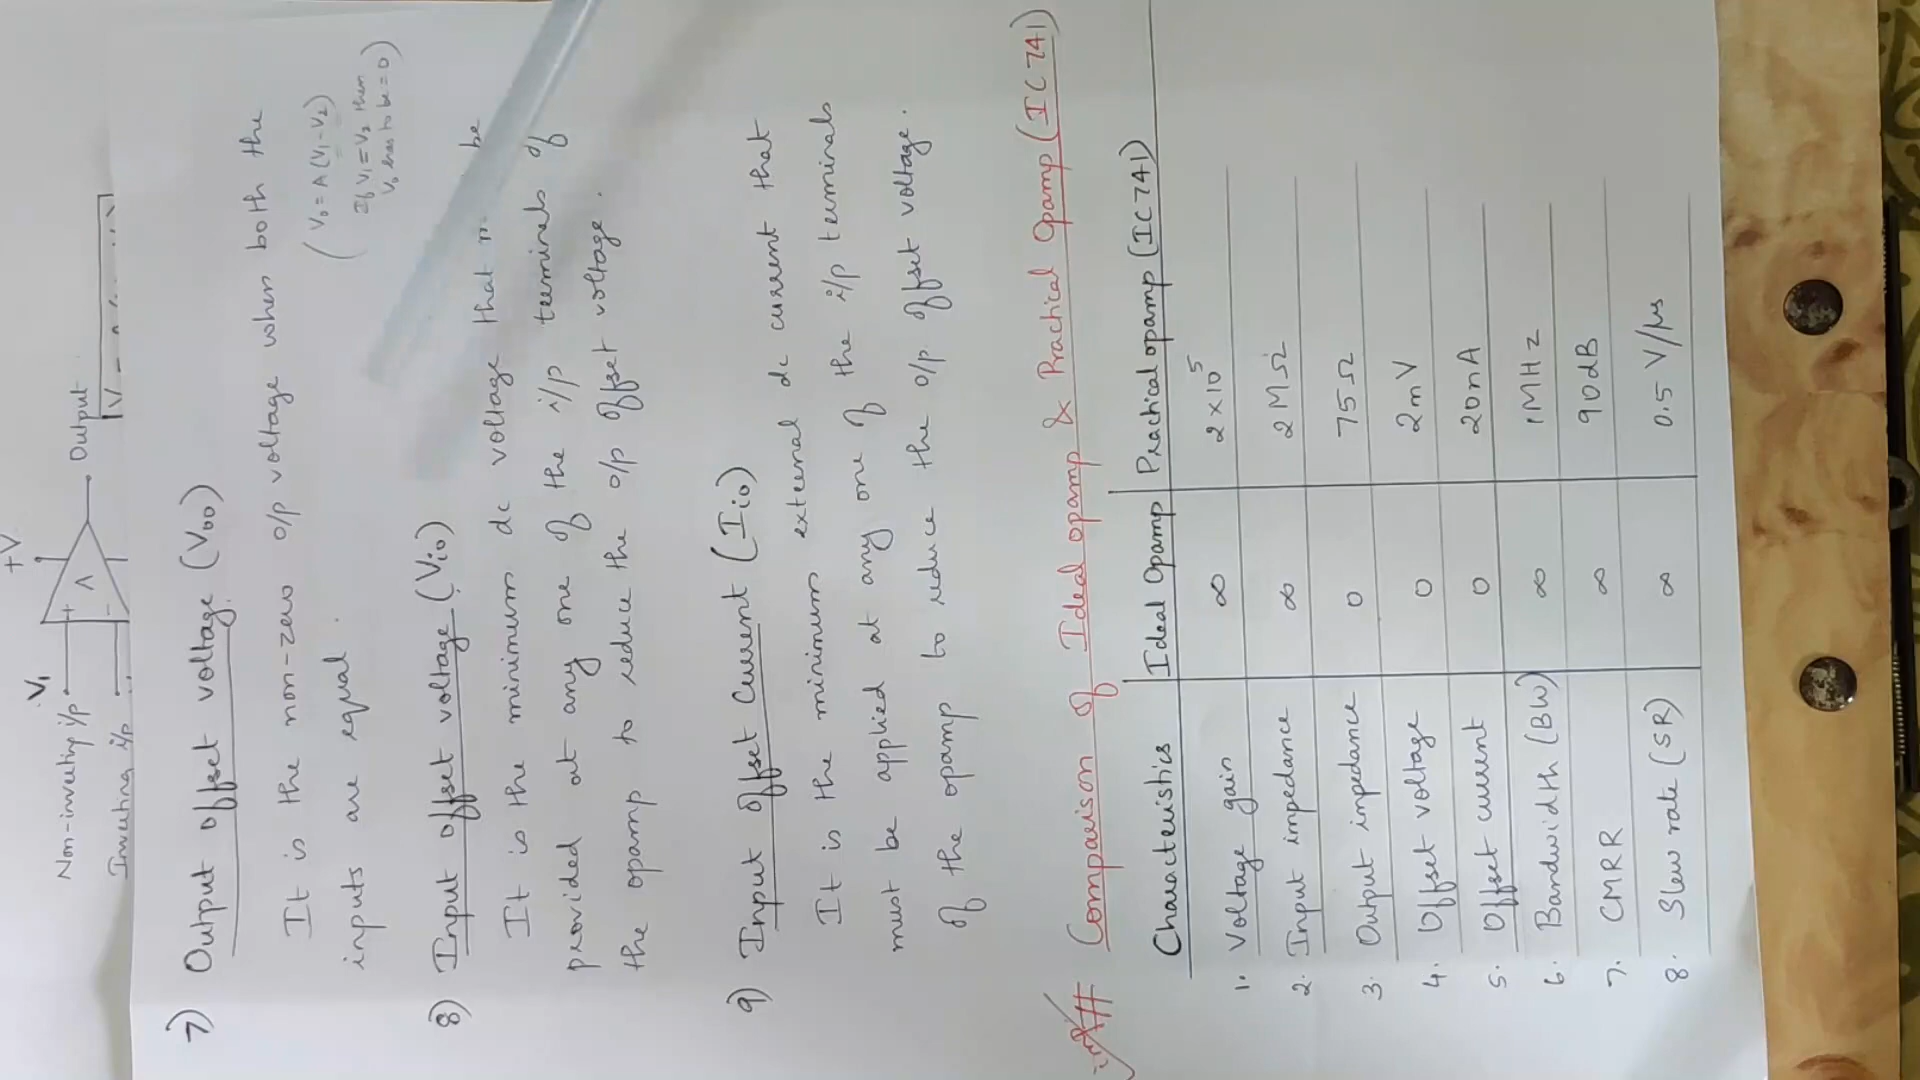 +V
V1
Non-inverting i/p
+
A
Output
-
Inverting i/p
7) Output offset voltage (Voo)
It is the non-zero o/p voltage when both the
inputs are equal.
(Vo = A(V1-V2)
If V1 = V2 then
Vo has to be = 0)
8) Input offset voltage (Vio)
It is the minimum dc voltage that be
provided at any one of the i/p terminals of
the opamp to reduce the o/p offset voltage.
9) Input offset Current (Iio)
It is the minimum external dc current that
must be applied at any one of the i/p terminals
of the opamp to reduce the o/p offset voltage.
# Comparison of Ideal opamp & Practical Opamp (IC 741)
Characteristics Ideal Opamp Practical opamp (IC 741)
1. Voltage gain ∞ 2 × 10⁵
2. Input impedance ∞ 2 MΩ
3. Output impedance 0 75 Ω
4. Offset voltage 0 2 mV
5. Offset current 0 20 nA
6. Bandwidth (BW) ∞ 1 MHz
7. CMRR ∞ 90 dB
8. Slew rate (SR) ∞ 0.5 V/μs